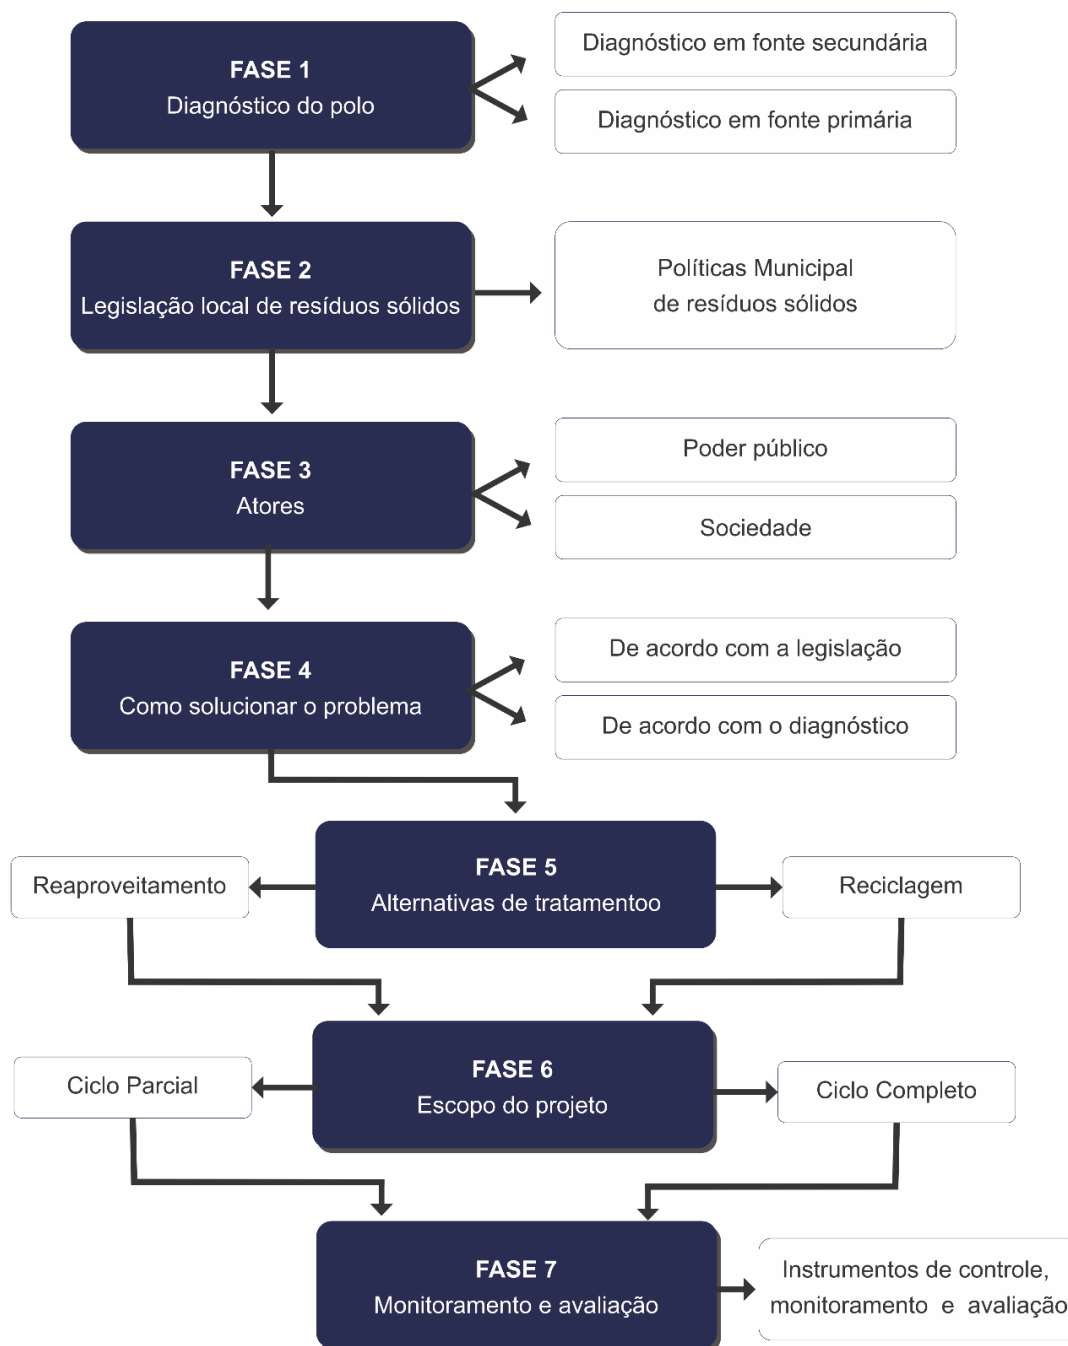 FASE 1
Diagnóstico do polo
Diagnóstico em fonte secundária
Diagnóstico em fonte primária
FASE 2
Legislação local de resíduos sólidos
Políticas Municipal
de resíduos sólidos
FASE 3
Atores
Poder público
Sociedade
FASE 4
Como solucionar o problema
De acordo com a legislação
De acordo com o diagnóstico
FASE 5
Alternativas de tratamentoo
Reaproveitamento
Reciclagem
FASE 6
Escopo do projeto
Ciclo Parcial
Ciclo Completo
FASE 7
Monitoramento e avaliação
Instrumentos de controle,
monitoramento e avaliação